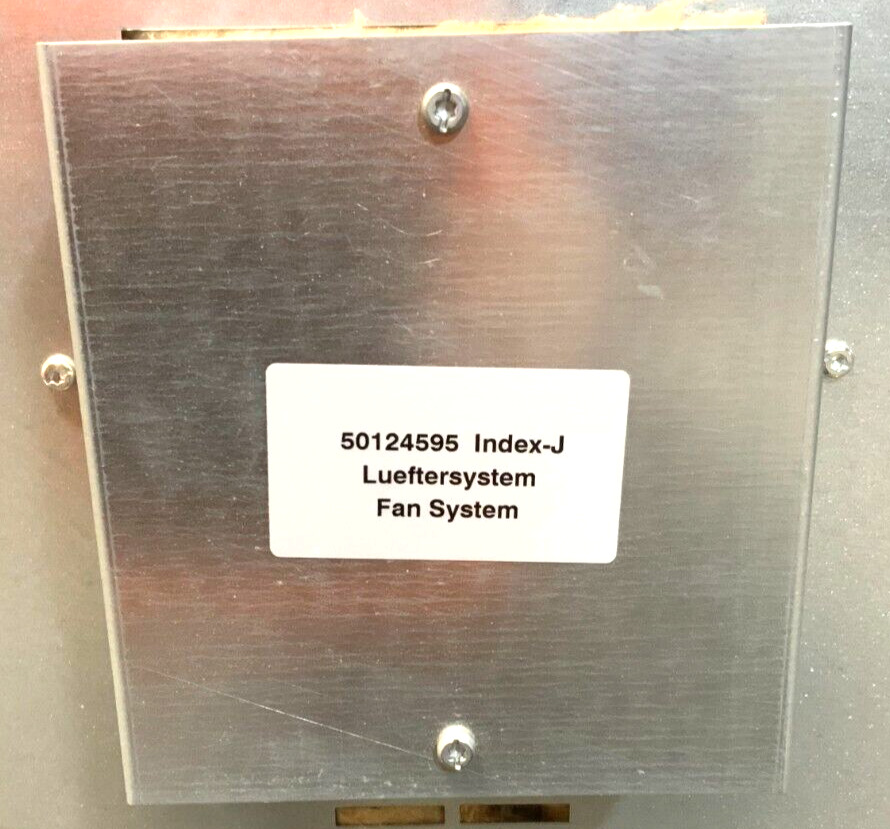 50124595 Index-J
Lueftersystem
Fan System